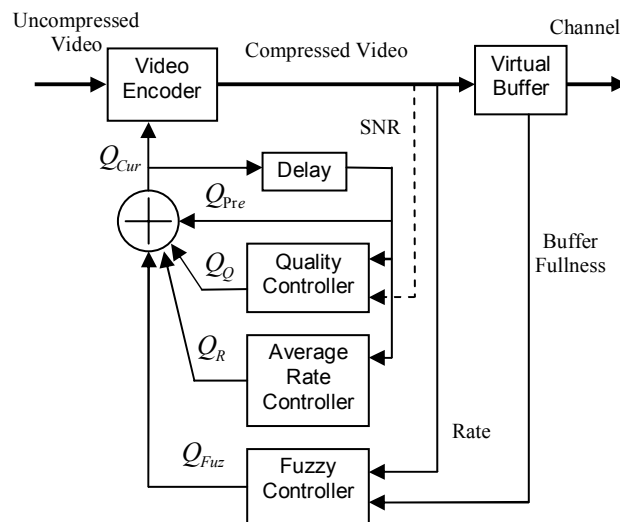 Uncompressed
Video
Video
Encoder
Compressed Video
Virtual
Buffer
Channel
SNR
Q_Cur
Delay
Q_Pre
Q_Q
Quality
Controller
Buffer
Fullness
Q_R
Average
Rate
Controller
Rate
Q_Fuz
Fuzzy
Controller